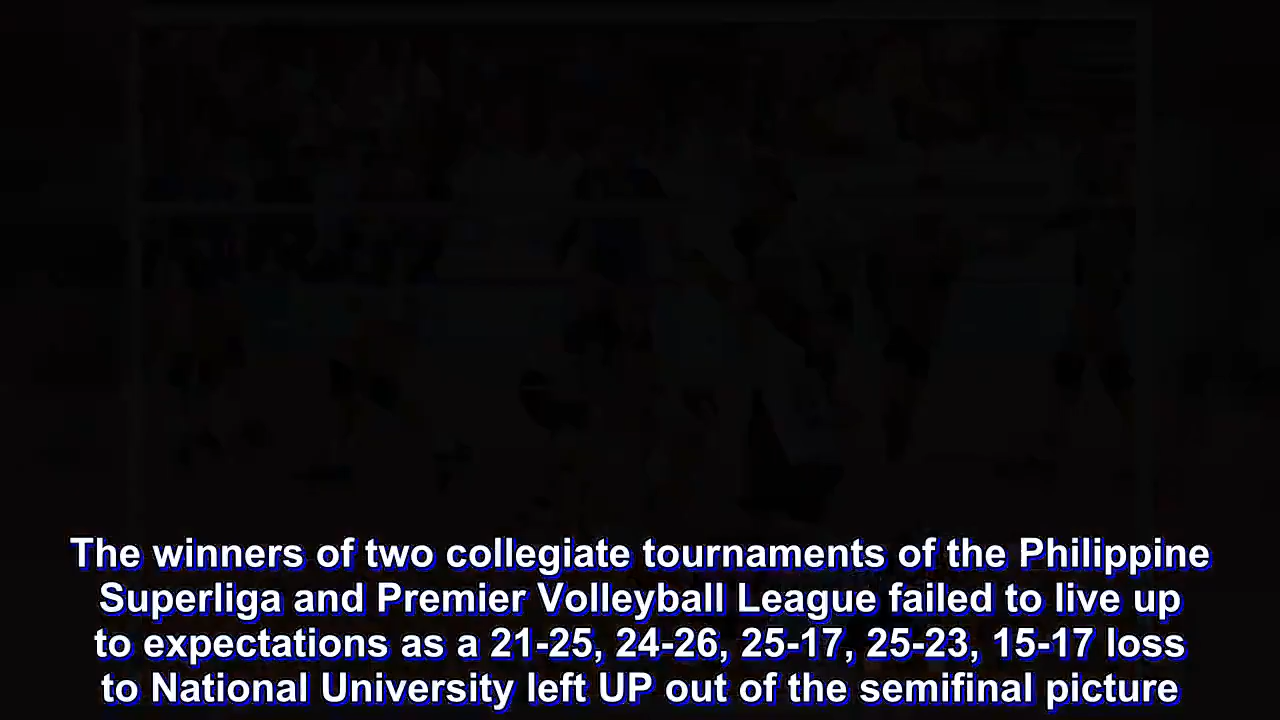 The winners of two collegiate tournaments of the Philippine
Superliga and Premier Volleyball League failed to live up
to expectations as a 21-25, 24-26, 25-17, 25-23, 15-17 loss
to National University left UP out of the semifinal picture